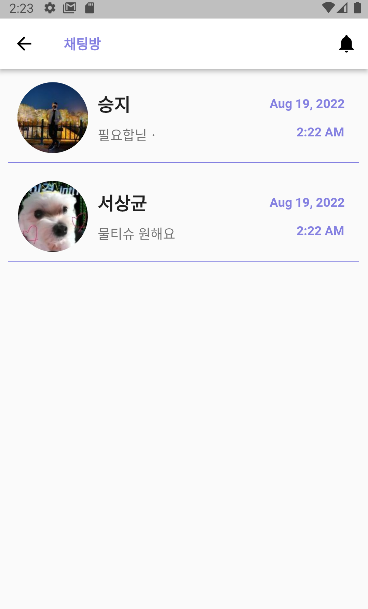 2:23
채팅방
승지
Aug 19, 2022
필요합닏 ·
2:22 AM
서상균
Aug 19, 2022
물티슈 원해요
2:22 AM